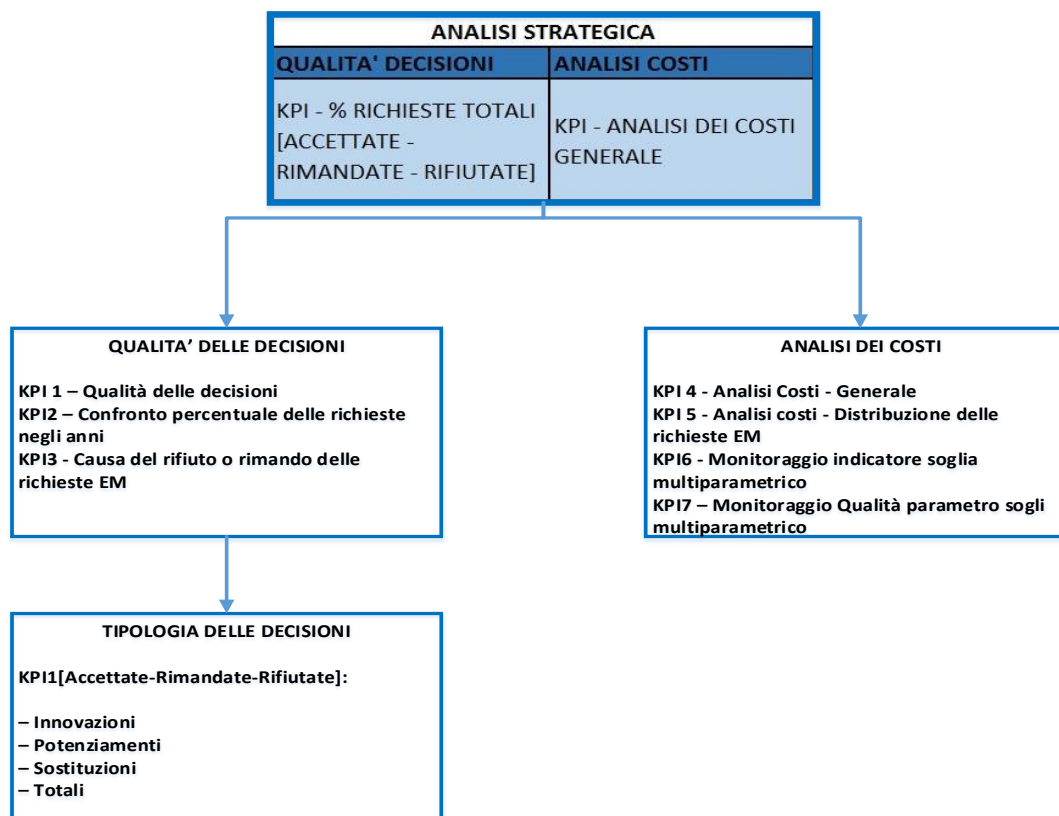 ANALISI STRATEGICA
QUALITA' DECISIONI
ANALISI COSTI
KPI - % RICHIESTE TOTALI
[ACCETTATE -
RIMANDATE - RIFIUTATE]
KPI - ANALISI DEI COSTI
GENERALE
QUALITA’ DELLE DECISIONI
KPI 1 – Qualità delle decisioni
KPI2 – Confronto percentuale delle richieste
negli anni
KPI3 - Causa del rifiuto o rimando delle
richieste EM
ANALISI DEI COSTI
KPI 4 - Analisi Costi - Generale
KPI 5 - Analisi costi - Distribuzione delle
richieste EM
KPI6 - Monitoraggio indicatore soglia
multiparametrico
KPI7 – Monitoraggio Qualità parametro sogli
multiparametrico
TIPOLOGIA DELLE DECISIONI
KPI1[Accettate-Rimandate-Rifiutate]:
– Innovazioni
– Potenziamenti
– Sostituzioni
– Totali